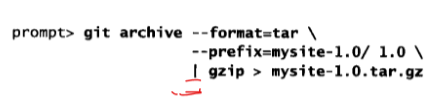 prompt> git archive --format=tar \
--prefix=mysite-1.0/ 1.0 \
| gzip > mysite-1.0.tar.gz